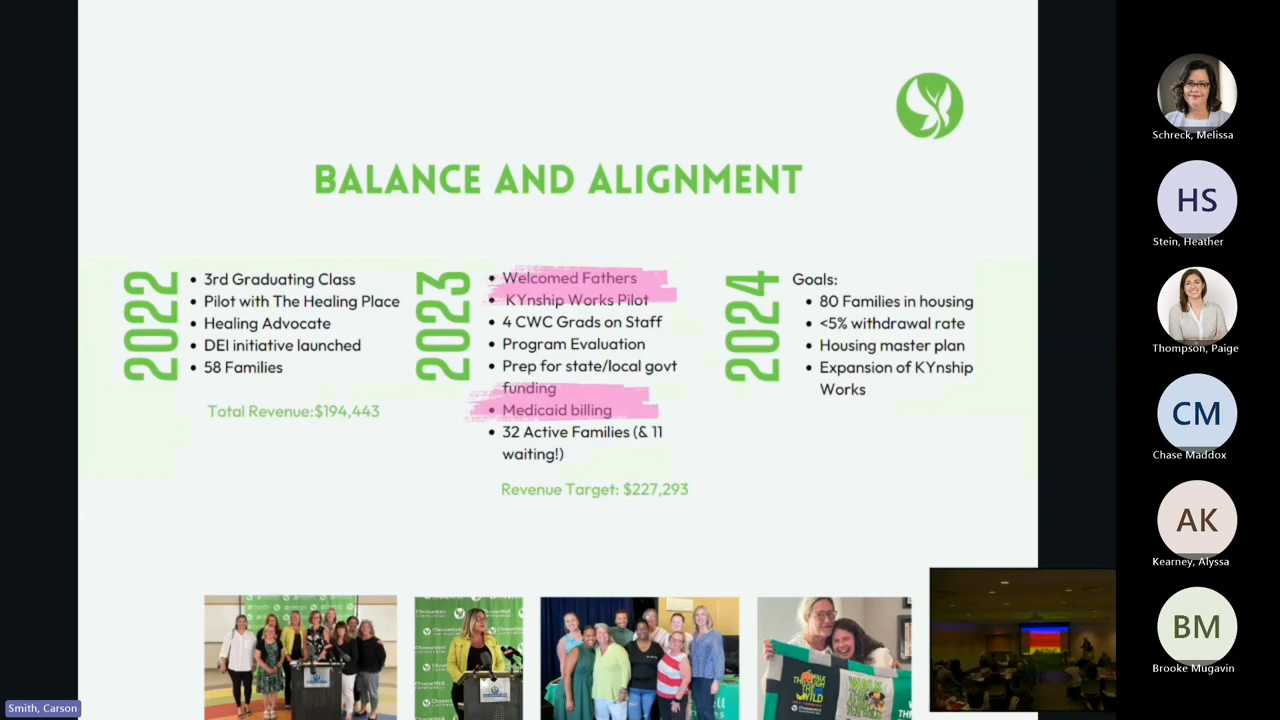 BALANCE AND ALIGNMENT
2022
• 3rd Graduating Class
• Pilot with The Healing Place
• Healing Advocate
• DEI initiative launched
• 58 Families
Total Revenue:$194,443
2023
• Welcomed Fathers
• KYnship Works Pilot
• 4 CWC Grads on Staff
• Program Evaluation
• Prep for state/local govt
funding
• Medicaid billing
• 32 Active Families (& 11
waiting!)
Revenue Target: $227,293
2024
Goals:
• 80 Families in housing
• <5% withdrawal rate
• Housing master plan
• Expansion of KYnship
Works
Schreck, Melissa
HS
Stein, Heather
Thompson, Paige
CM
Chase Maddox
AK
Kearney, Alyssa
BM
Brooke Mugavin
Smith, Carson
THROUGH
WILD